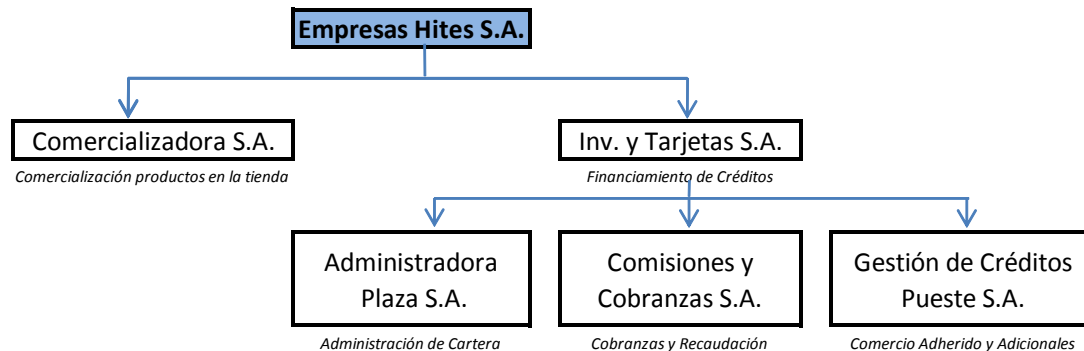 Empresas Hites S.A.
Comercializadora S.A.
Inv. y Tarjetas S.A.
Comercialización productos en la tienda
Financiamiento de Créditos
Administradora
Plaza S.A.
Comisiones y
Cobranzas S.A.
Gestión de Créditos
Pueste S.A.
Administración de Cartera
Cobranzas y Recaudación
Comercio Adherido y Adicionales